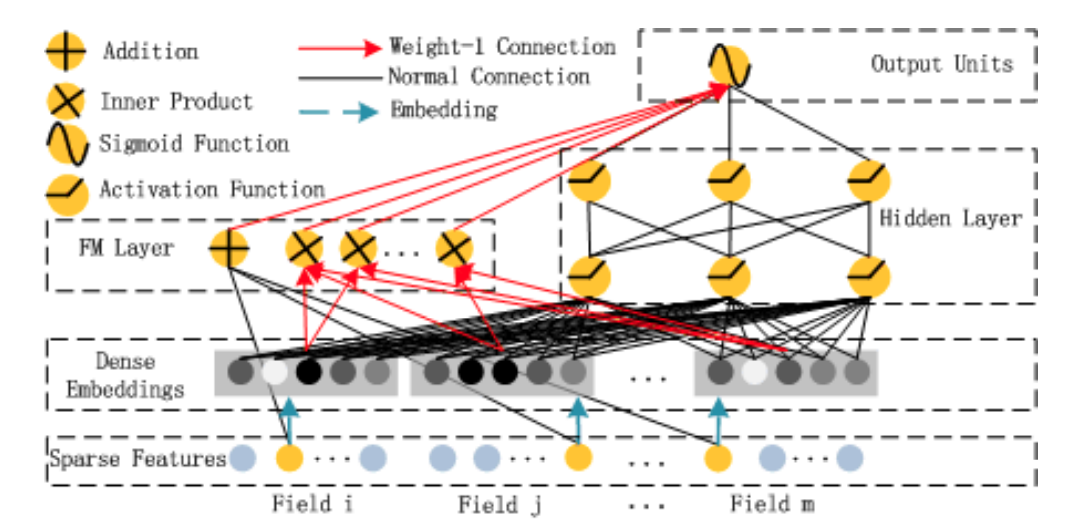 Addition
Inner Product
Sigmoid Function
Activation Function
Weight-1 Connection
Normal Connection
Embedding
Output Units
FM Layer
...
Hidden Layer
Dense
Embeddings
...
Sparse Features ... ... ... ...
Field i Field j ... Field m